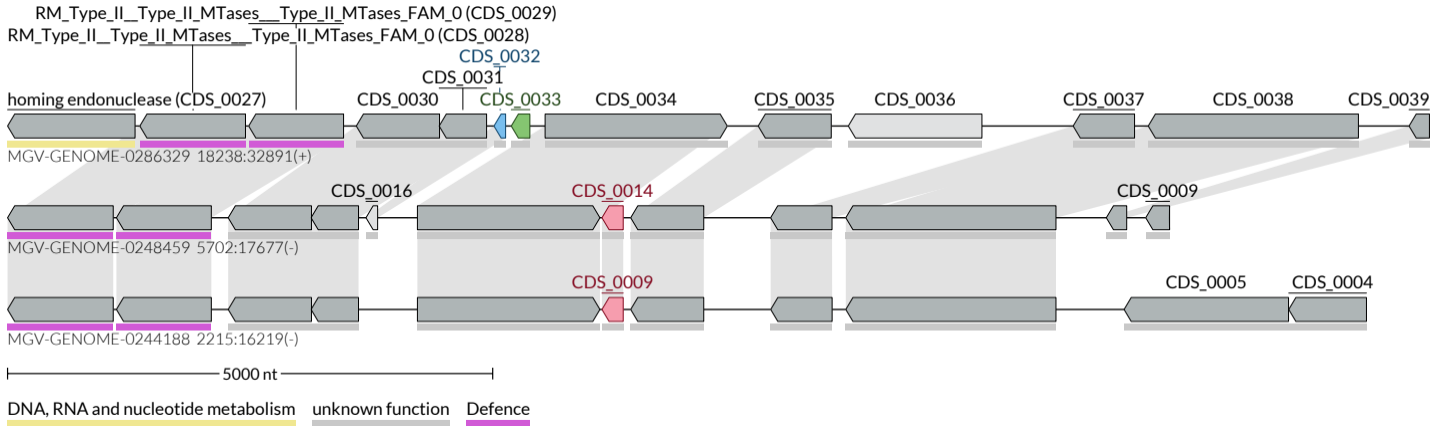 RM_Type_II__Type_II_MTases___Type_II_MTases_FAM_0 (CDS_0029)
RM_Type_II__Type_II_MTases___Type_II_MTases_FAM_0 (CDS_0028)
CDS_0032
CDS_0031
homing endonuclease (CDS_0027) CDS_0030 CDS_0033 CDS_0034 CDS_0035 CDS_0036 CDS_0037 CDS_0038 CDS_0039
MGV-GENOME-0286329 18238:32891(+)
CDS_0016 CDS_0014 CDS_0009
MGV-GENOME-0248459 5702:17677(-)
CDS_0009 CDS_0005 CDS_0004
MGV-GENOME-0244188 2215:16219(-)
5000 nt
DNA, RNA and nucleotide metabolism unknown function Defence